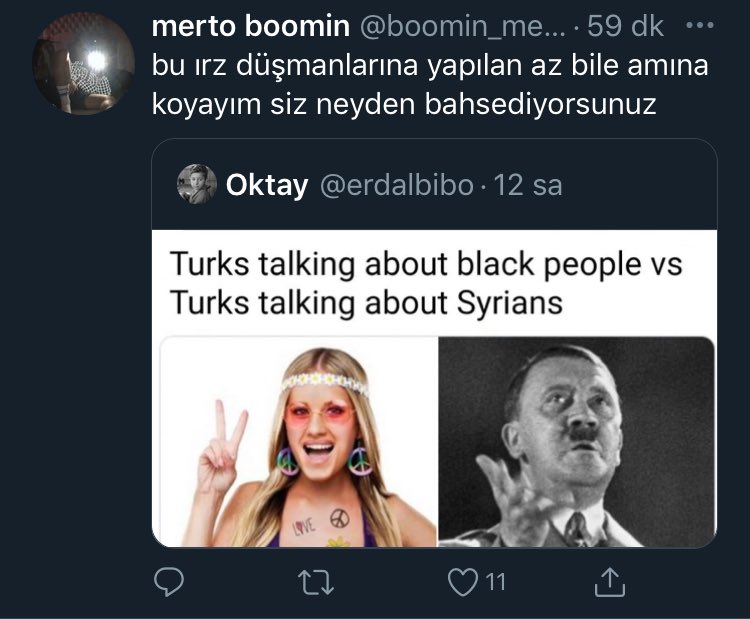 merto boomin @boomin_me... · 59 dk
bu ırz düşmanlarına yapılan az bile amına
koyayım siz neyden bahsediyorsunuz
Oktay @erdalbibo · 12 sa
Turks talking about black people vs
Turks talking about Syrians
LOVE
11